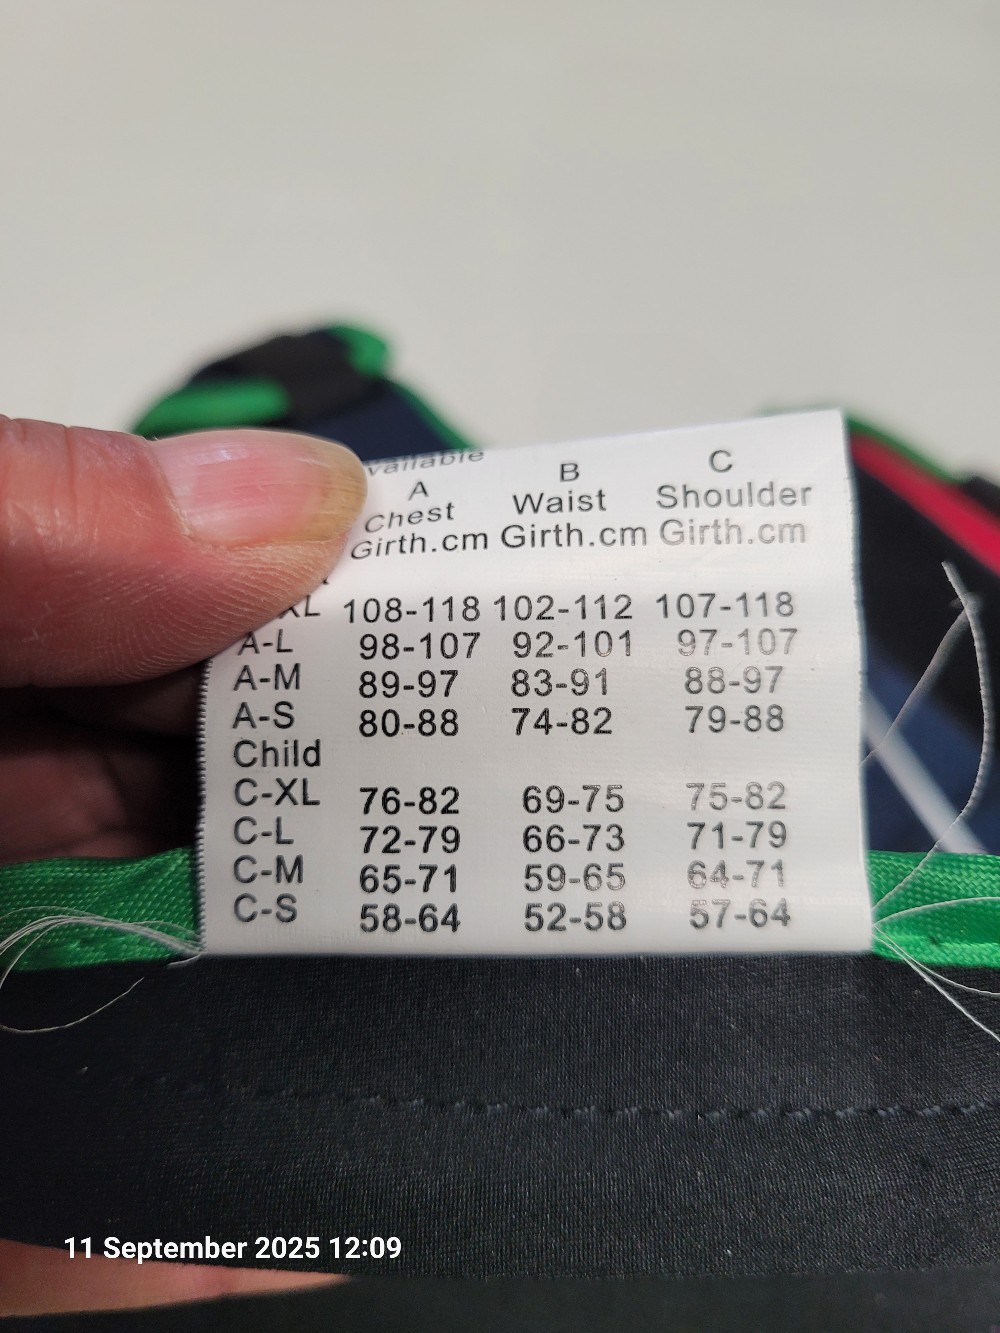 A B C
Chest Waist Shoulder
Girth.cm Girth.cm Girth.cm
XL 108-118 102-112 107-118
A-L 98-107 92-101 97-107
A-M 89-97 83-91 88-97
A-S 80-88 74-82 79-88
Child
C-XL 76-82 69-75 75-82
C-L 72-79 66-73 71-79
C-M 65-71 59-65 64-71
C-S 58-64 52-58 57-64
11 September 2025 12:09